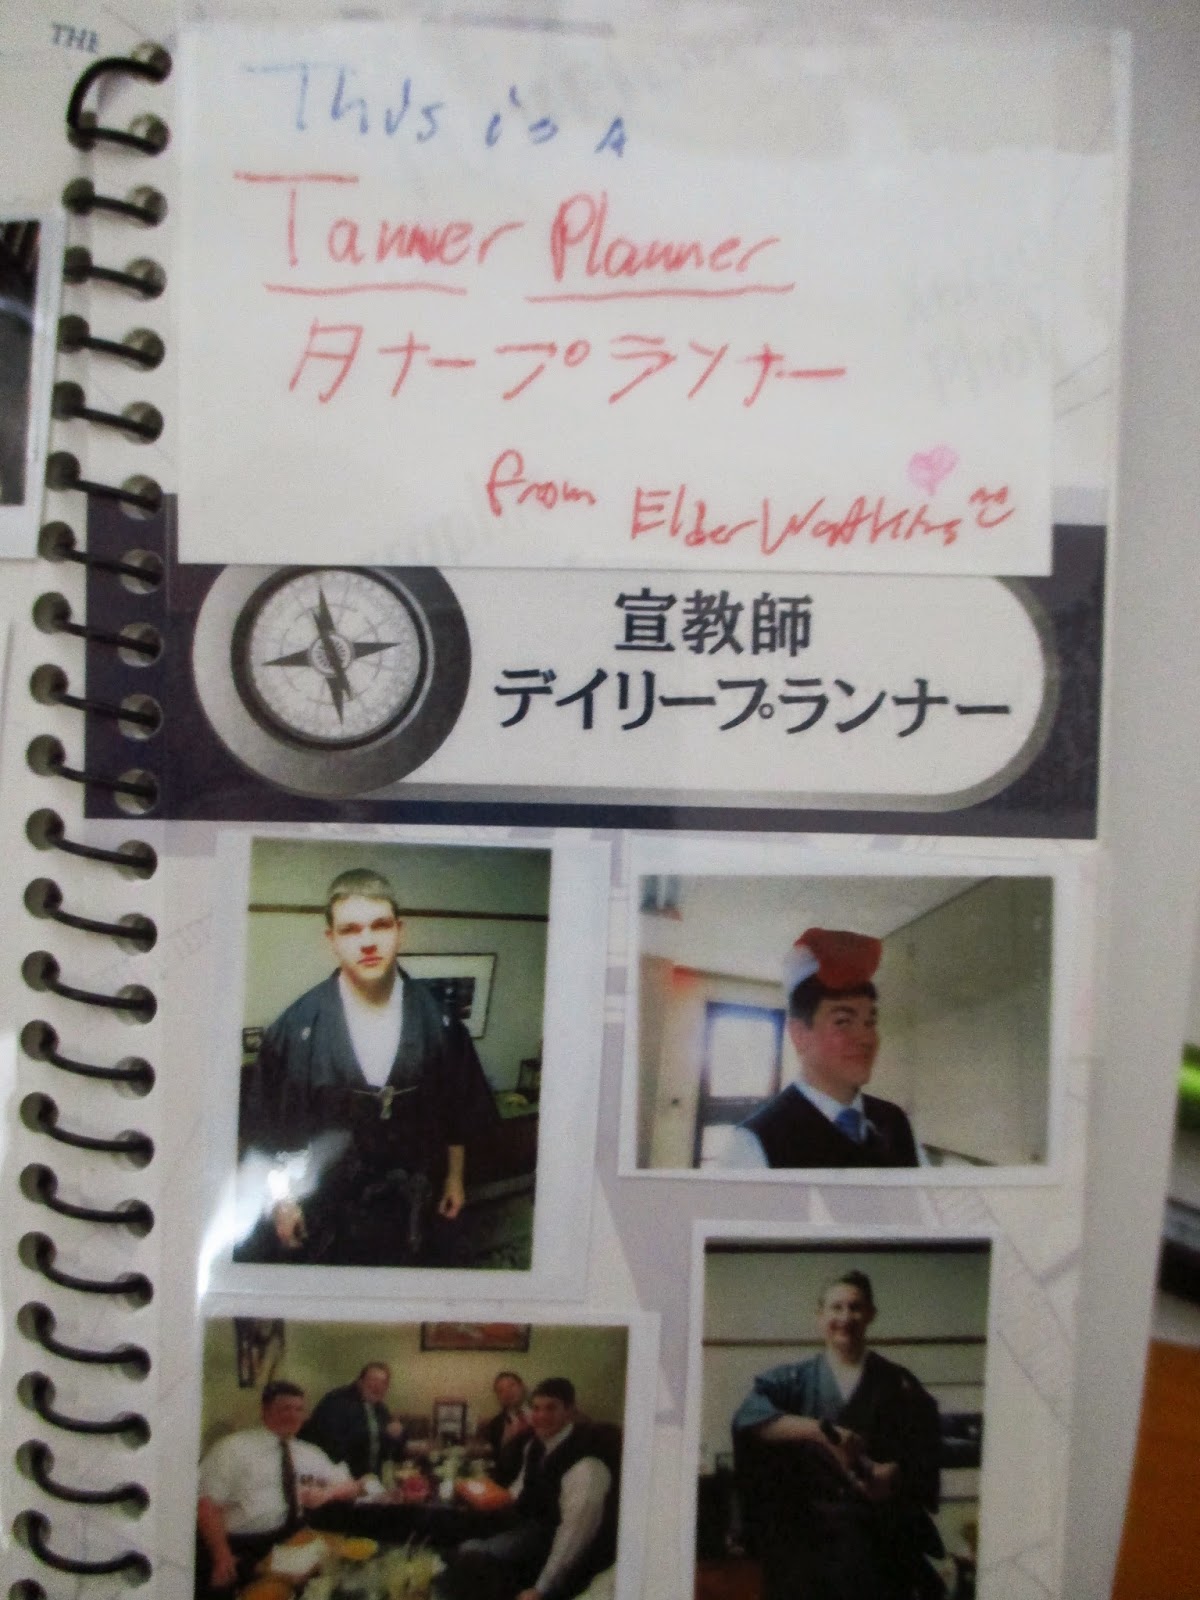 THE
This is a
Tanner Planner
タナープランナー
from Elder Watkins
宣教師
デイリープランナー